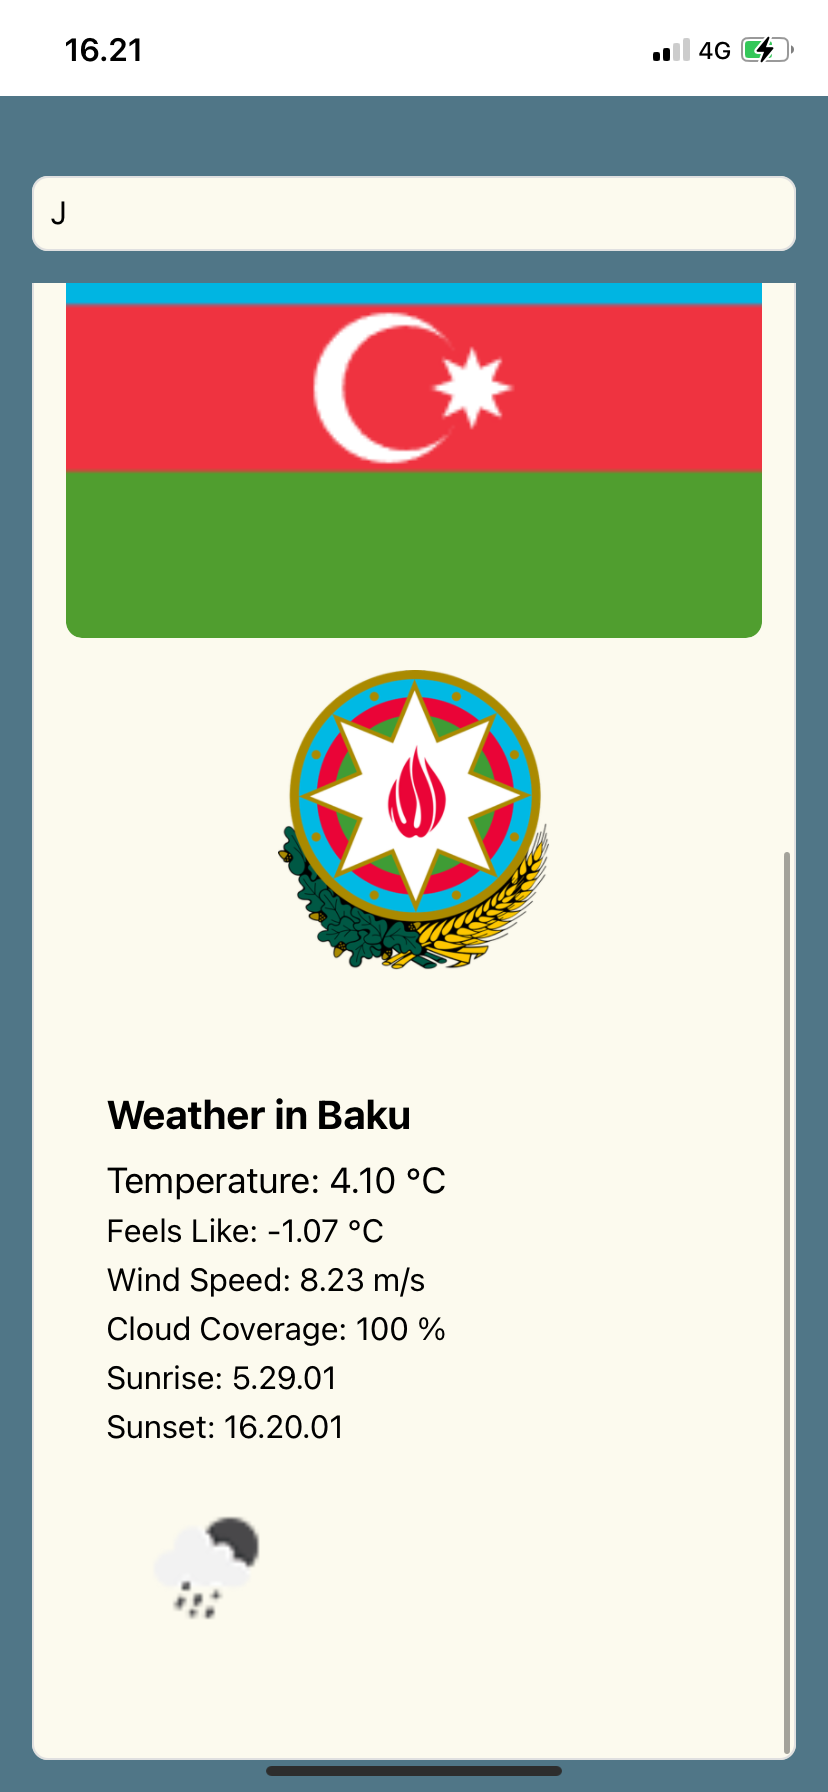 16.21
4G
J
Weather in Baku
Temperature: 4.10 °C
Feels Like: -1.07 °C
Wind Speed: 8.23 m/s
Cloud Coverage: 100 %
Sunrise: 5.29.01
Sunset: 16.20.01